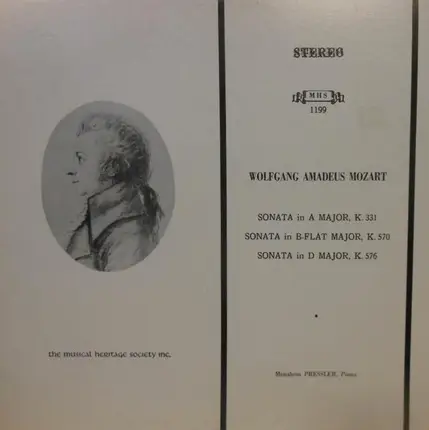 STEREO
MHS
1199
WOLFGANG AMADEUS MOZART
SONATA in A MAJOR, K. 331
SONATA in B-FLAT MAJOR, K. 570
SONATA in D MAJOR, K. 576
the musical heritage society inc.
Menahem PRESSLER, Piano